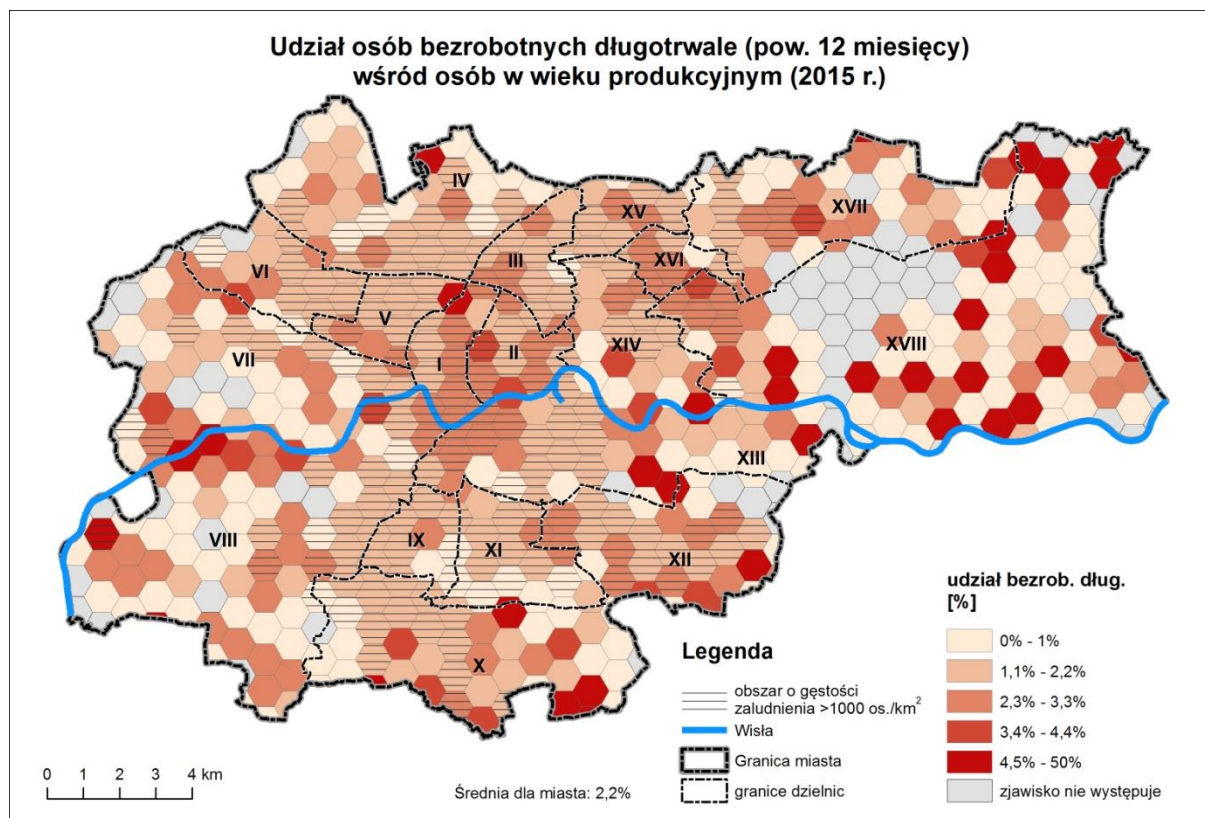 Udział osób bezrobotnych długotrwale (pow. 12 miesięcy)
wśród osób w wieku produkcyjnym (2015 r.)
IV
XV
XVII
III
XVI
VI
V
VII
I
II
XIV
XVIII
XIII
VIII
IX
XI
XII
X
Legenda
obszar o gęstości
zaludnienia >1000 os./km²
Wisła
Granica miasta
granice dzielnic
udział bezrob. dług.
[%]
0% - 1%
1,1% - 2,2%
2,3% - 3,3%
3,4% - 4,4%
4,5% - 50%
zjawisko nie występuje
0 1 2 4 km
Średnia dla miasta: 2,2%